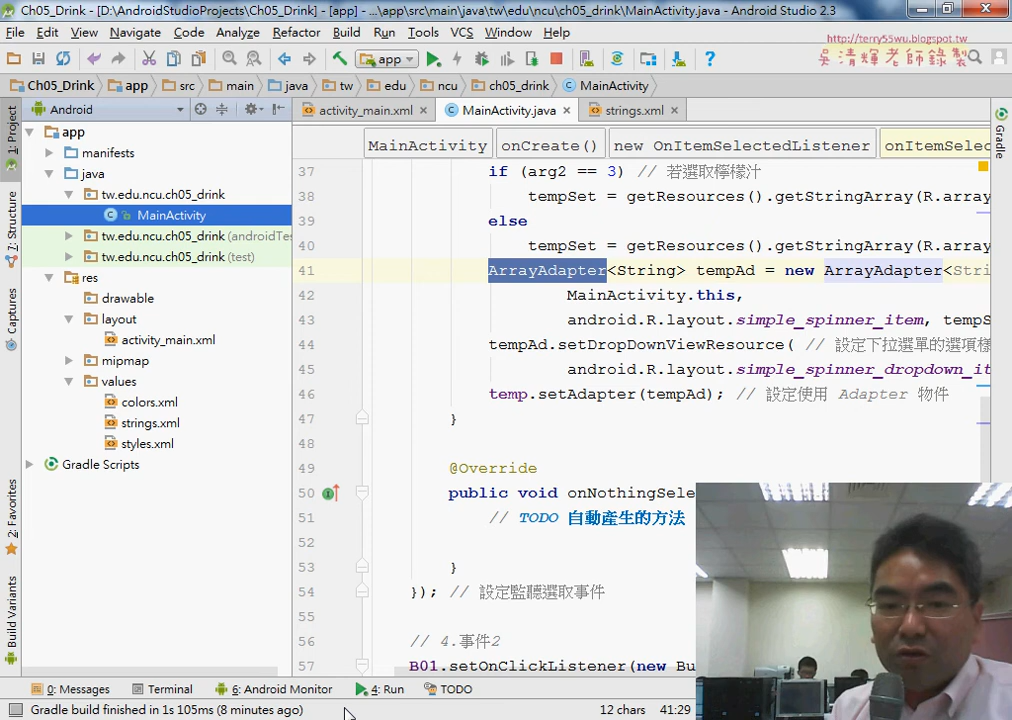 Ch05_Drink - [D:\AndroidStudioProjects\Ch05_Drink] - [app] - ...\app\src\main\java\tw\edu\ncu\ch05_drink\MainActivity.java - Android Studio 2.3
File Edit View Navigate Code Analyze Refactor Build Run Tools VCS Window Help
http://terry55wu.blogspot.tw
app
吳清輝老師錄製
Ch05_Drink app src main java tw edu ncu ch05_drink MainActivity
Android
activity_main.xml MainActivity.java strings.xml
MainActivity onCreate() new OnItemSelectedListener onItemSelec
1: Project
7: Structure
Captures
2: Favorites
Build Variants
Gradle
app
manifests
java
tw.edu.ncu.ch05_drink
MainActivity
tw.edu.ncu.ch05_drink (androidTe
tw.edu.ncu.ch05_drink (test)
res
drawable
layout
activity_main.xml
mipmap
values
colors.xml
strings.xml
styles.xml
Gradle Scripts
37 if (arg2 == 3) // 若選取檸檬汁
38 tempSet = getResources().getStringArray(R.array
39 else
40 tempSet = getResources().getStringArray(R.array
41 ArrayAdapter<String> tempAd = new ArrayAdapter<Stri
42 MainActivity.this,
43 android.R.layout.simple_spinner_item, tempS
44 tempAd.setDropDownViewResource( // 設定下拉選單的選項樣
45 android.R.layout.simple_spinner_dropdown_it
46 temp.setAdapter(tempAd); // 設定使用 Adapter 物件
47 }
48
49 @Override
50 public void onNothingSele
51 // TODO 自動產生的方法
52
53 }
54 }); // 設定監聽選取事件
55
56 // 4.事件2
57 B01.setOnClickListener(new Bu
0: Messages Terminal 6: Android Monitor 4: Run TODO
Gradle build finished in 1s 105ms (8 minutes ago) 12 chars 41:29